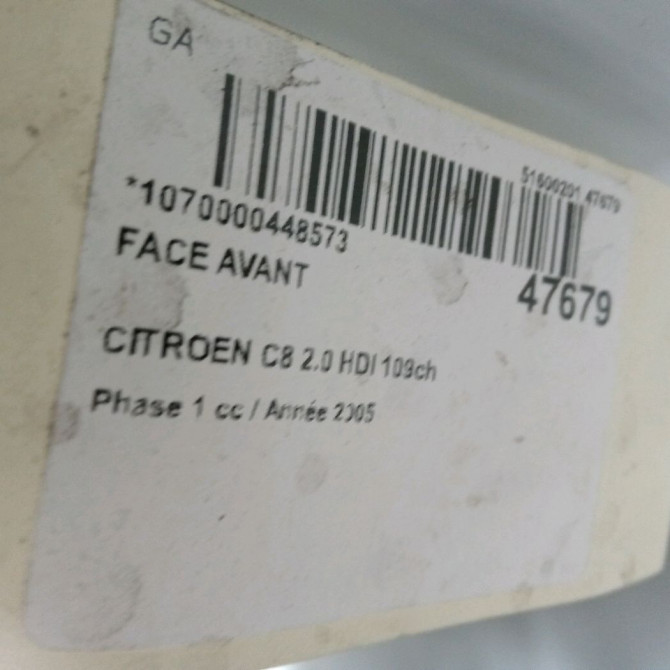 GA
51600201 47679
*1070000448573
47679
FACE AVANT
CITROEN C8 2.0 HDI 109ch
Phase 1 cc / Année 2005